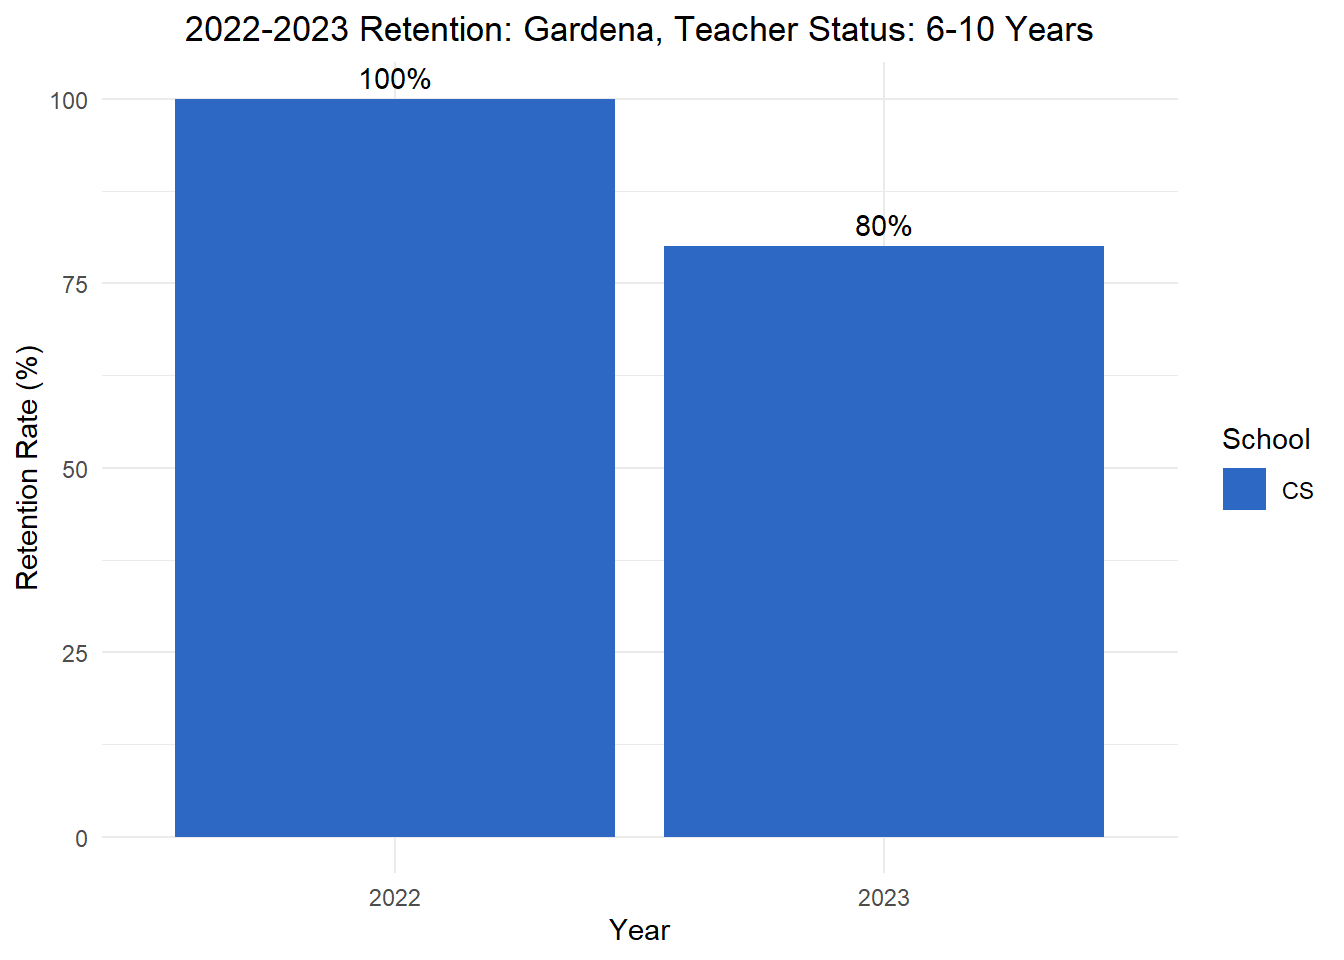 2022-2023 Retention: Gardena, Teacher Status: 6-10 Years
100%
100
80%
75
Retention Rate (%)
50
School
CS
25
0
2022
2023
Year